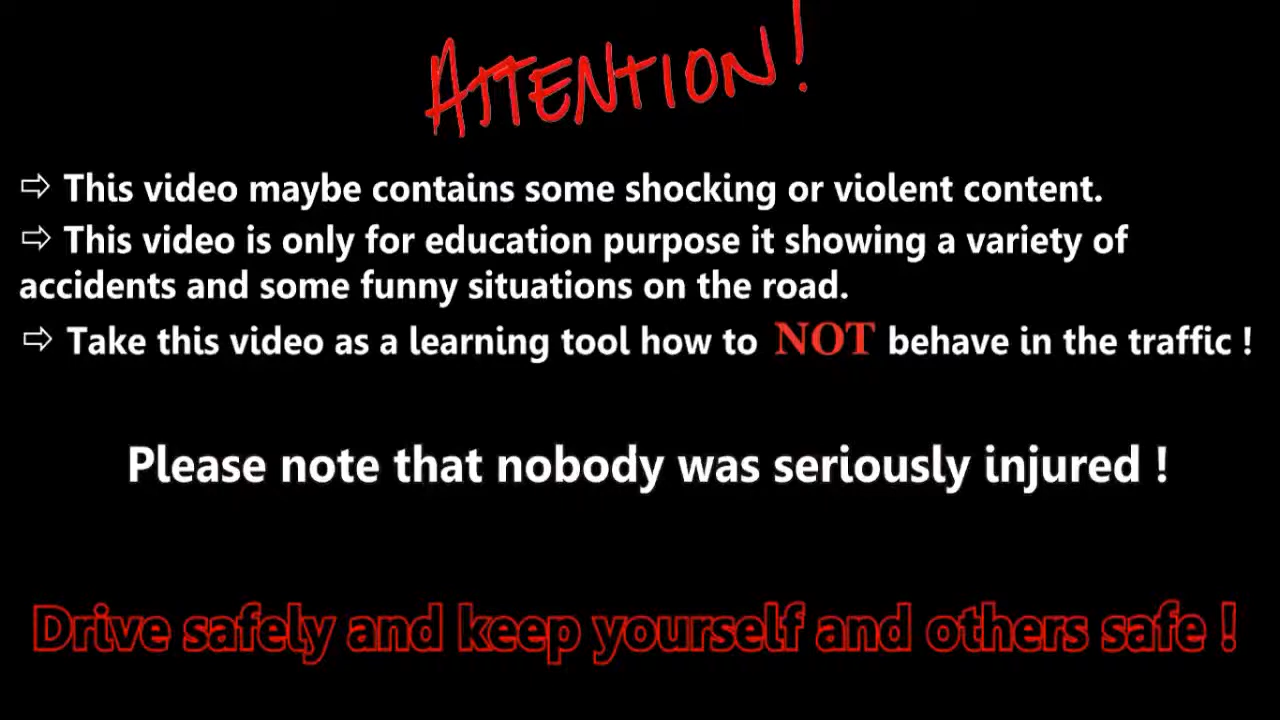 ATTENTION!
⇨ This video maybe contains some shocking or violent content.
⇨ This video is only for education purpose it showing a variety of
accidents and some funny situations on the road.
⇨ Take this video as a learning tool how to NOT behave in the traffic !
Please note that nobody was seriously injured !
Drive safely and keep yourself and others safe !